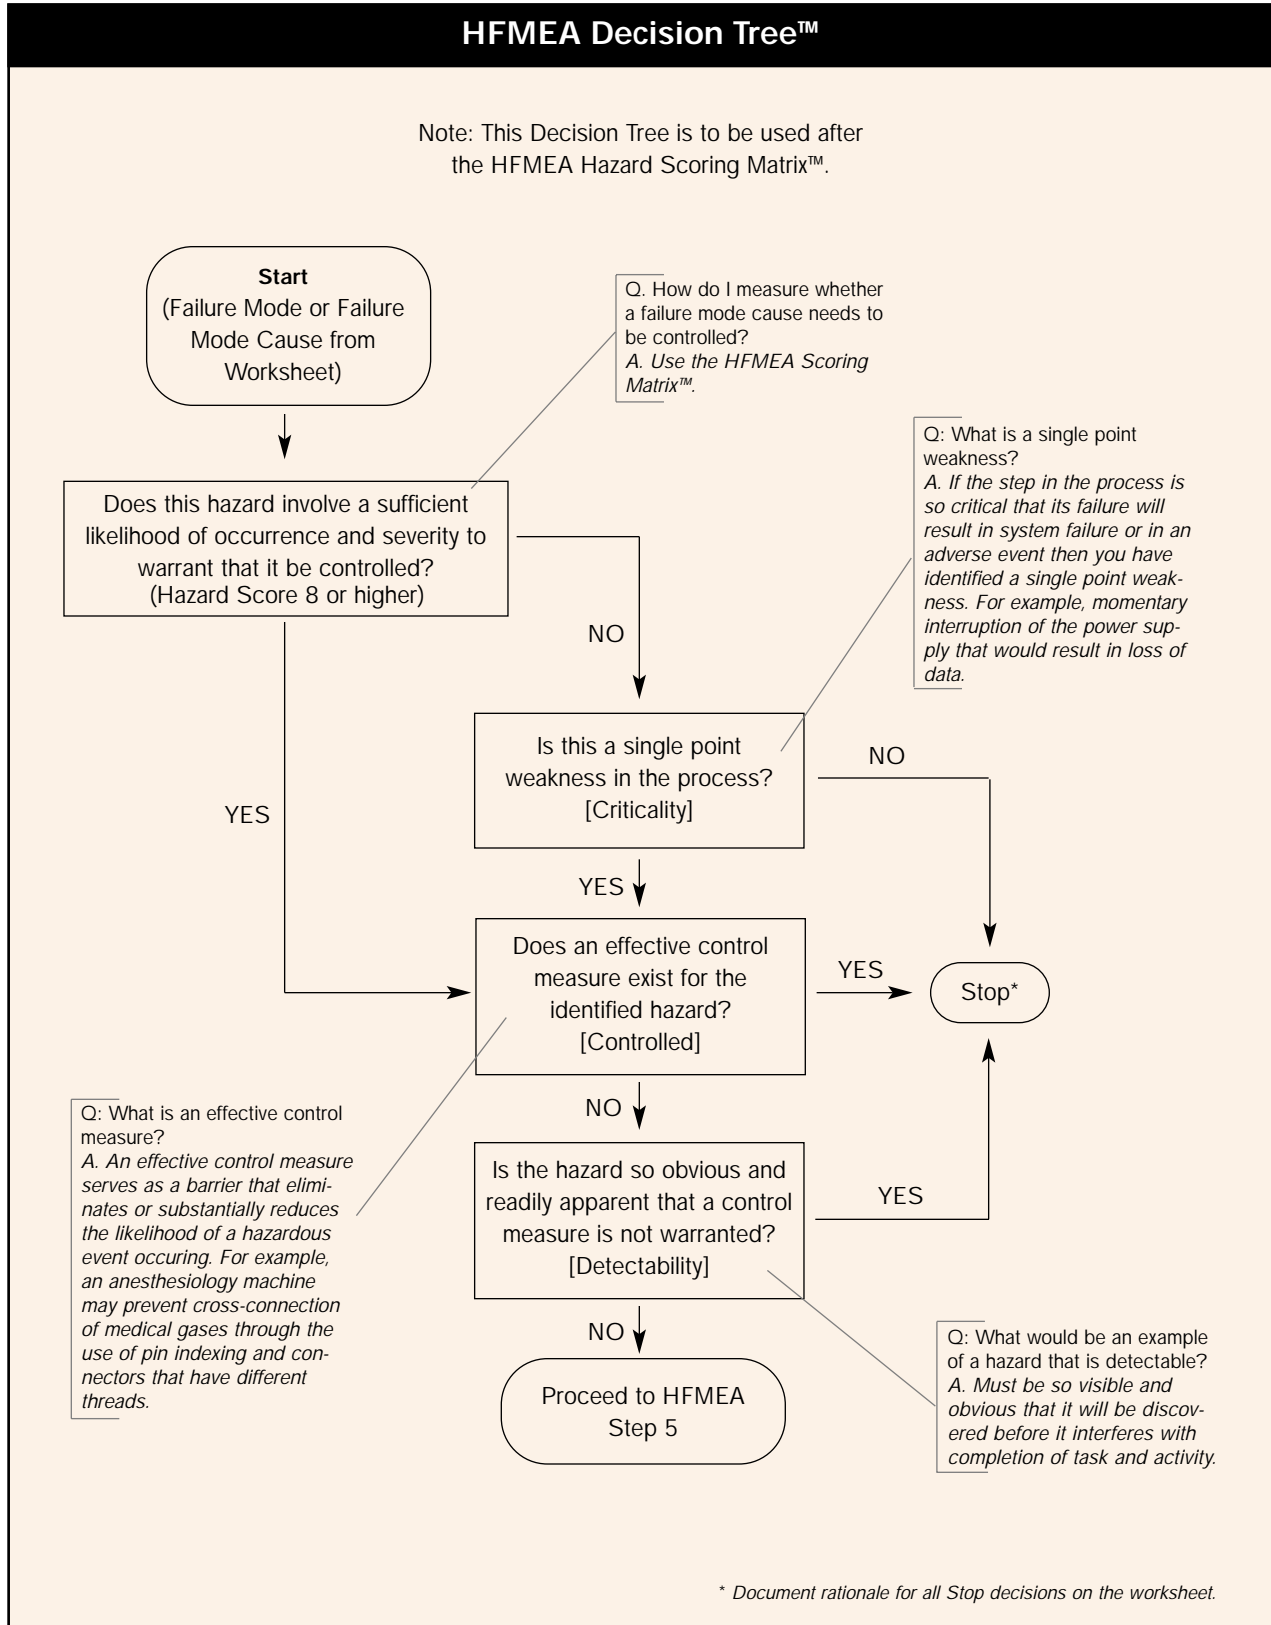 HFMEA Decision Tree™
Note: This Decision Tree is to be used after
the HFMEA Hazard Scoring Matrix™.
Start
(Failure Mode or Failure
Mode Cause from
Worksheet)
Q. How do I measure whether
a failure mode cause needs to
be controlled?
A. Use the HFMEA Scoring
Matrix™.
Q: What is a single point
weakness?
A. If the step in the process is
so critical that its failure will
result in system failure or in an
adverse event then you have
identified a single point weak-
ness. For example, momentary
interruption of the power sup-
ply that would result in loss of
data.
Does this hazard involve a sufficient
likelihood of occurrence and severity to
warrant that it be controlled?
(Hazard Score 8 or higher)
NO
YES
Is this a single point
weakness in the process?
[Criticality]
NO
YES
Does an effective control
measure exist for the
identified hazard?
[Controlled]
YES
Stop*
NO
Q: What is an effective control
measure?
A. An effective control measure
serves as a barrier that elimi-
nates or substantially reduces
the likelihood of a hazardous
event occuring. For example,
an anesthesiology machine
may prevent cross-connection
of medical gases through the
use of pin indexing and con-
nectors that have different
threads.
Is the hazard so obvious and
readily apparent that a control
measure is not warranted?
[Detectability]
YES
NO
Proceed to HFMEA
Step 5
Q: What would be an example
of a hazard that is detectable?
A. Must be so visible and
obvious that it will be discov-
ered before it interferes with
completion of task and activity.
* Document rationale for all Stop decisions on the worksheet.